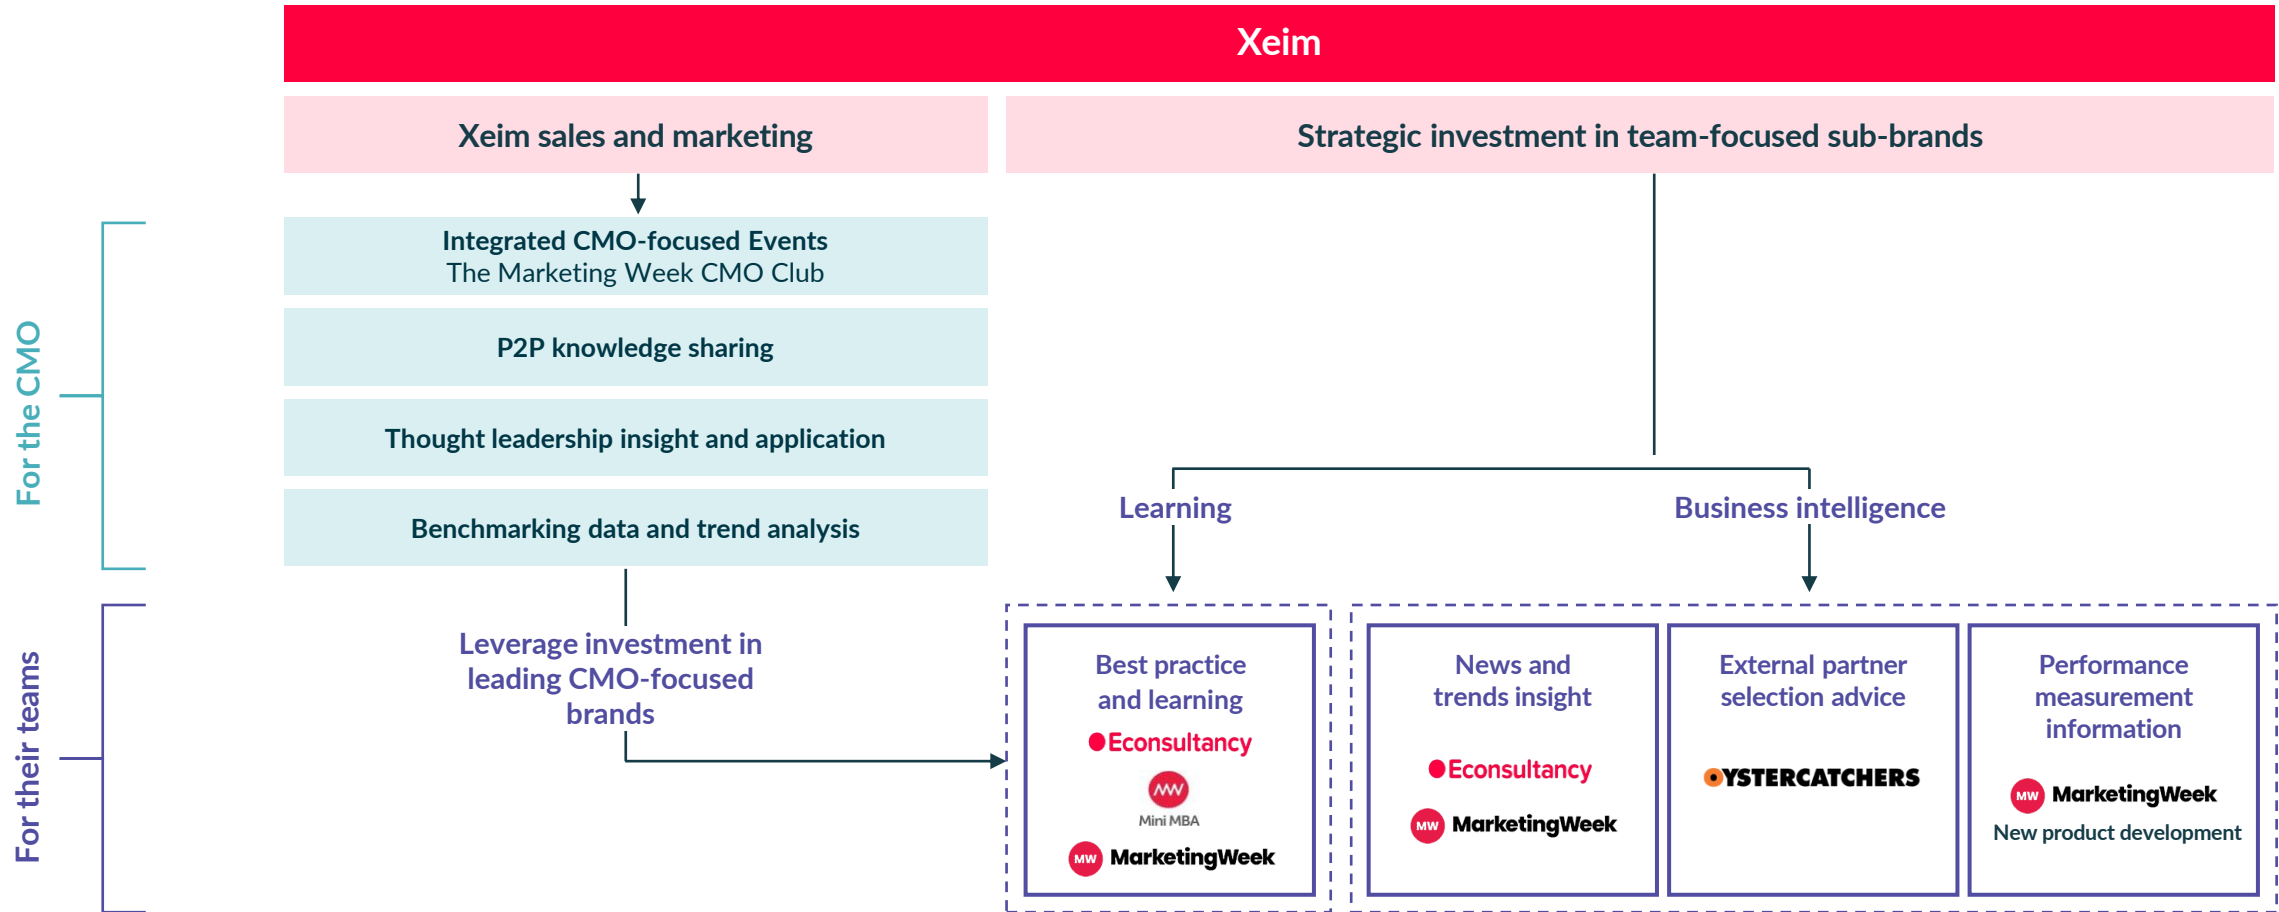 Xeim
Xeim sales and marketing
Strategic investment in team-focused sub-brands
For the CMO
Integrated CMO-focused Events
The Marketing Week CMO Club
P2P knowledge sharing
Thought leadership insight and application
Benchmarking data and trend analysis
Learning
Business intelligence
For their teams
Leverage investment in
leading CMO-focused
brands
Best practice
and learning
Econsultancy
MW
Mini MBA
MW MarketingWeek
News and
trends insight
Econsultancy
MW MarketingWeek
External partner
selection advice
OYSTERCATCHERS
Performance
measurement
information
MW MarketingWeek
New product development